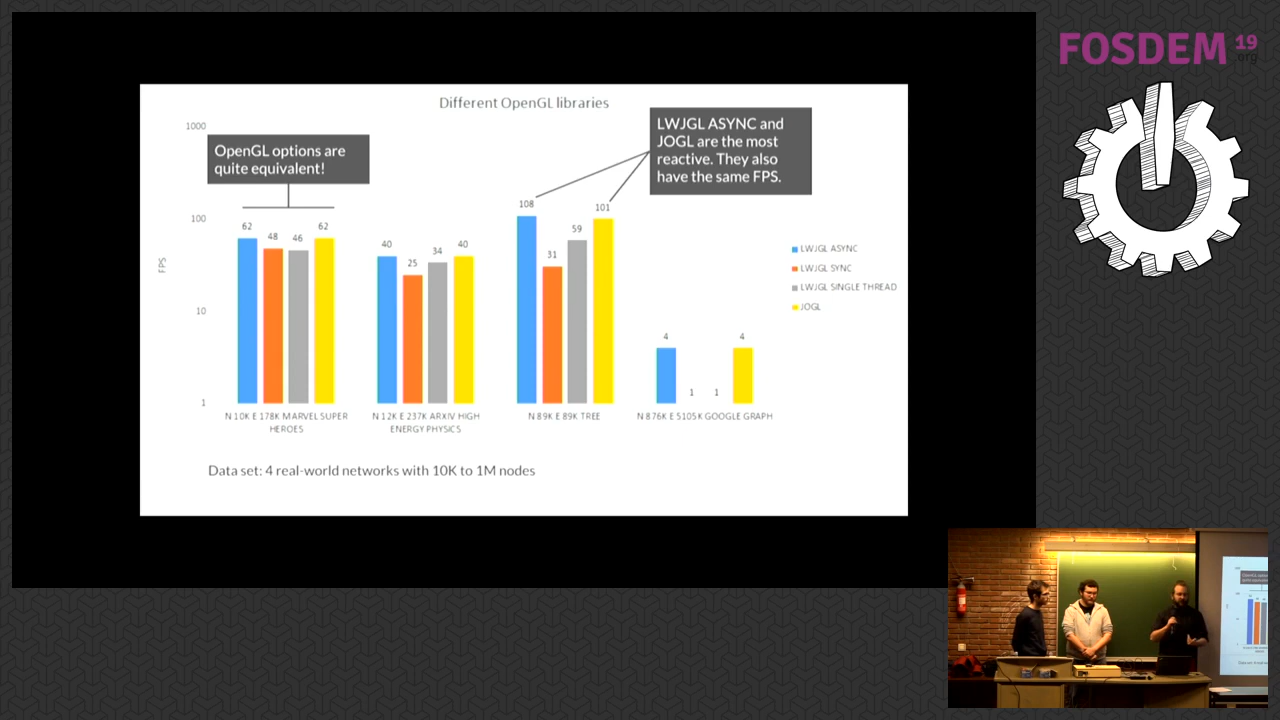 FOSDEM 19
.org
Different OpenGL libraries
1000
100
10
1
FPS
OpenGL options are
quite equivalent!
LWJGL ASYNC and
JOGL are the most
reactive. They also
have the same FPS.
62
48
46
62
40
25
34
40
108
31
59
101
4
1
1
4
LWJGL ASYNC
LWJGL SYNC
LWJGL SINGLE THREAD
JOGL
N 10K E 178K MARVEL SUPER
HEROES
N 12K E 237K ARXIV HIGH
ENERGY PHYSICS
N 89K E 89K TREE
N 876K E 5105K GOOGLE GRAPH
Data set: 4 real-world networks with 10K to 1M nodes